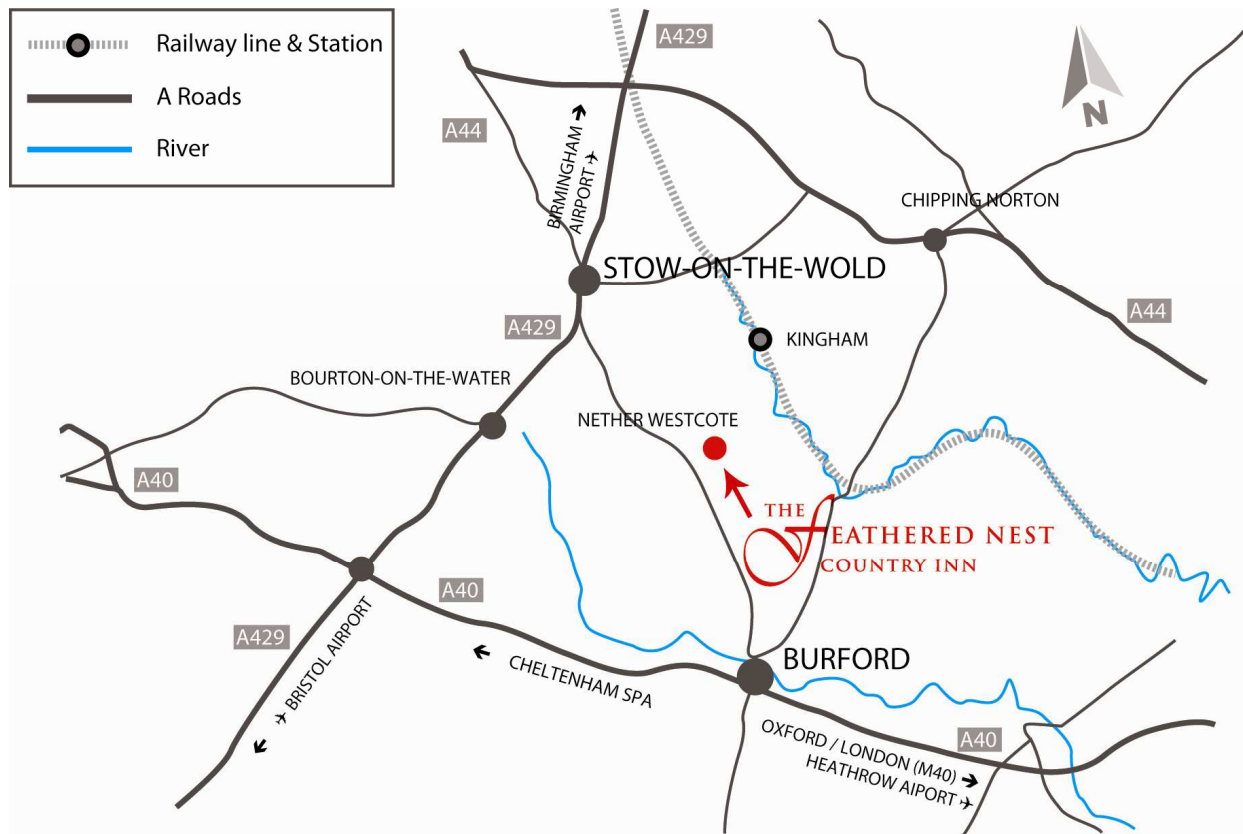 Railway line & Station
A Roads
River
A429
N
A44
BIRMINGHAM
AIRPORT
CHIPPING NORTON
STOW-ON-THE-WOLD
A44
A429
KINGHAM
BOURTON-ON-THE-WATER
NETHER WESTCOTE
A40
THE
FEATHERED NEST
COUNTRY INN
A40
A429
BRISTOL AIRPORT
CHELTENHAM SPA
BURFORD
OXFORD / LONDON (M40)
HEATHROW AIPORT
A40